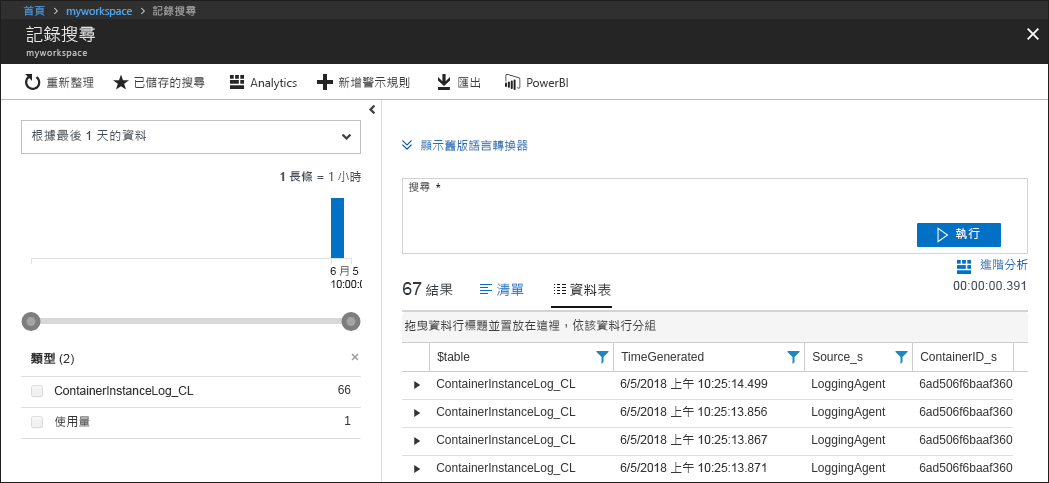 首頁 > myworkspace > 記錄搜尋
記錄搜尋
myworkspace
重新整理 已儲存的搜尋 Analytics 新增警示規則 匯出 PowerBI
根據最後 1 天的資料
1 長條 = 1 小時
6 月 5
10:00:0
類型 (2)
ContainerInstanceLog_CL 66
使用量 1
顯示舊版語言轉換器
搜尋 *
執行
進階分析
67 結果 清單 資料表 00:00:00.391
拖曳資料行標題並置放在這裡,依該資料行分組
$table TimeGenerated Source_s ContainerID_s
ContainerInstanceLog_CL 6/5/2018 上午 10:25:14.499 LoggingAgent 6ad506f6baaf360
ContainerInstanceLog_CL 6/5/2018 上午 10:25:13.856 LoggingAgent 6ad506f6baaf360
ContainerInstanceLog_CL 6/5/2018 上午 10:25:13.867 LoggingAgent 6ad506f6baaf360
ContainerInstanceLog_CL 6/5/2018 上午 10:25:13.871 LoggingAgent 6ad506f6baaf360